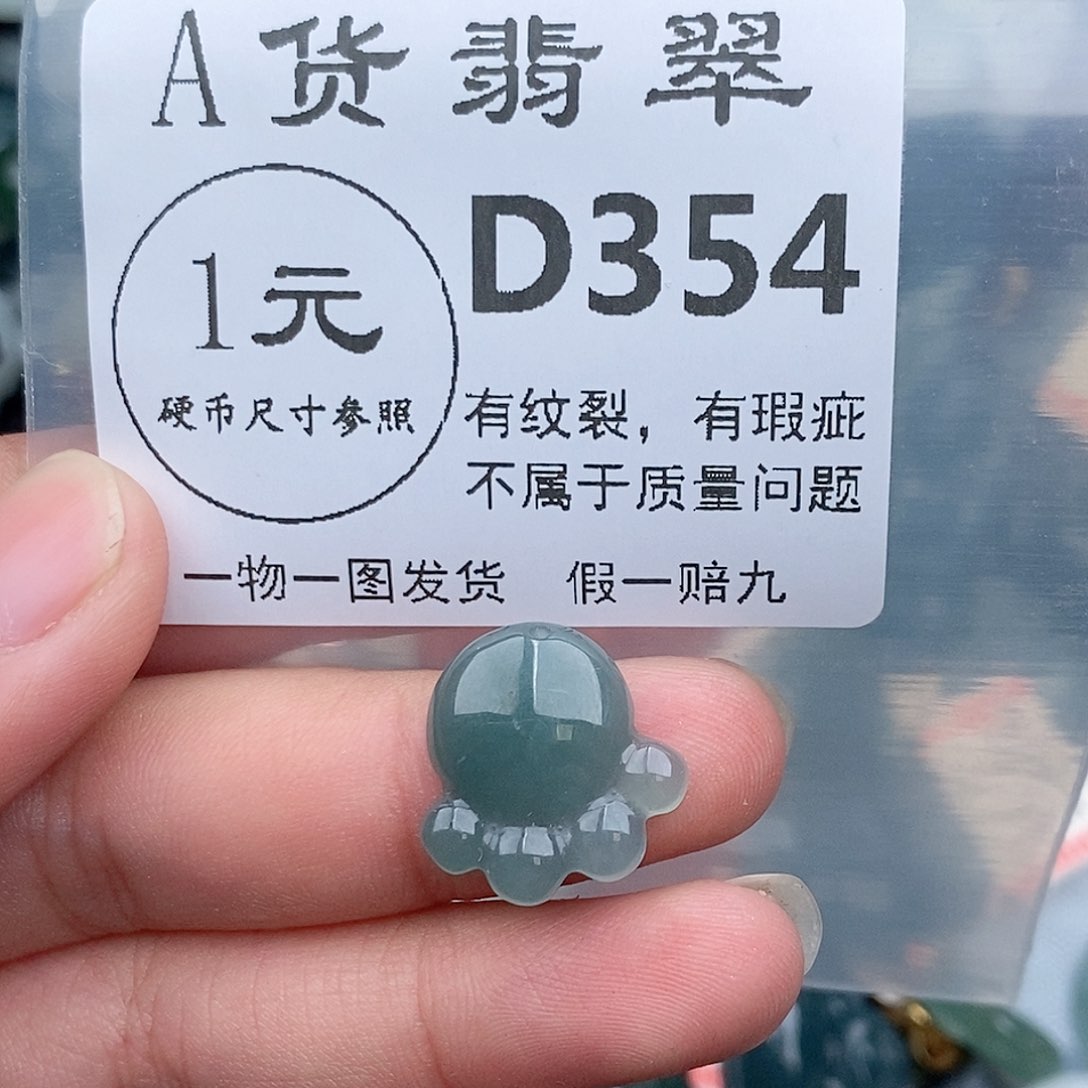 A货翡翠
D354
1元
硬币尺寸参照
有纹裂，有瑕疵
不属于质量问题
一物一图发货 假一赔九